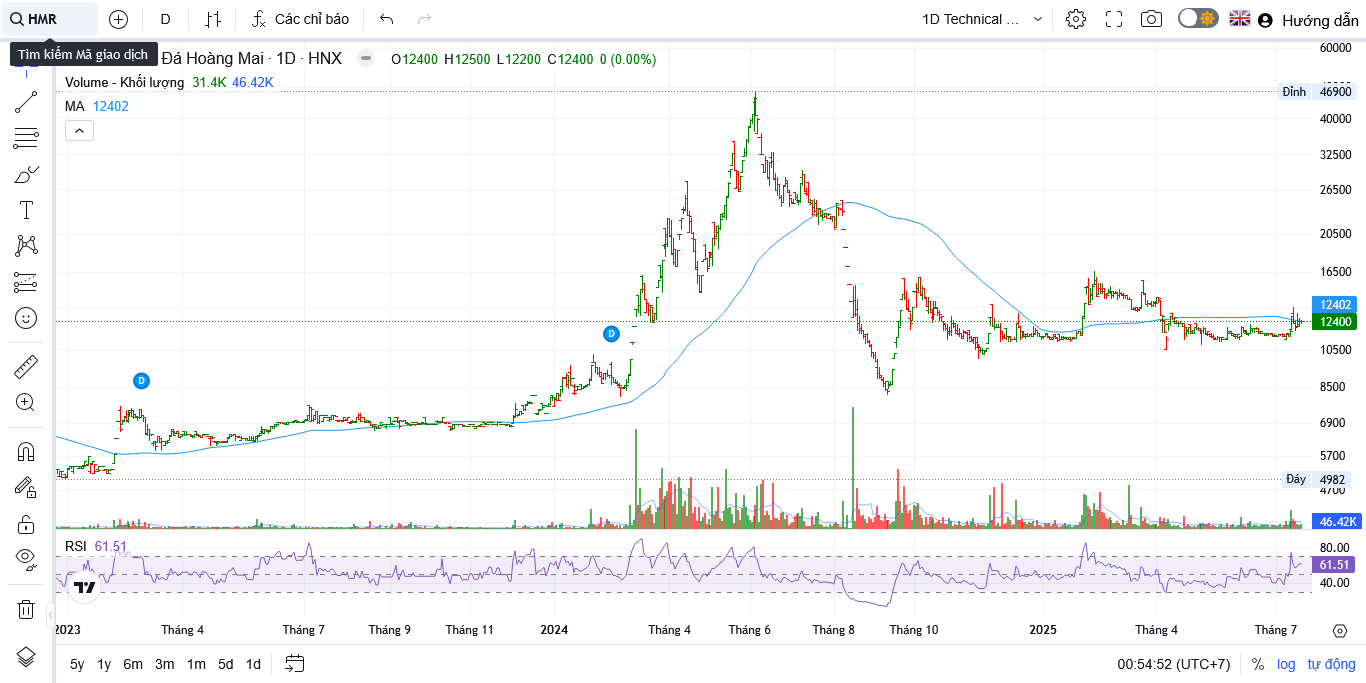 HMR D Các chỉ báo 1D Technical ... Hướng dẫn
Tìm kiếm Mã giao dịch
Đá Hoàng Mai · 1D · HNX O12400 H12500 L12200 C12400 0 (0.00%)
Volume - Khối lượng 31.4K 46.42K
MA 12402
60000
Đỉnh 46900
40000
32500
26500
20500
16500
12402
12400
10500
D
8500
D
6900
5700
Đáy 4982
4700
46.42K
RSI 61.51
80.00
61.51
40.00
2023 Tháng 4 Tháng 7 Tháng 9 Tháng 11 2024 Tháng 4 Tháng 6 Tháng 8 Tháng 10 2025 Tháng 4 Tháng 7
5y 1y 6m 3m 1m 5d 1d 00:54:52 (UTC+7) % log tự động